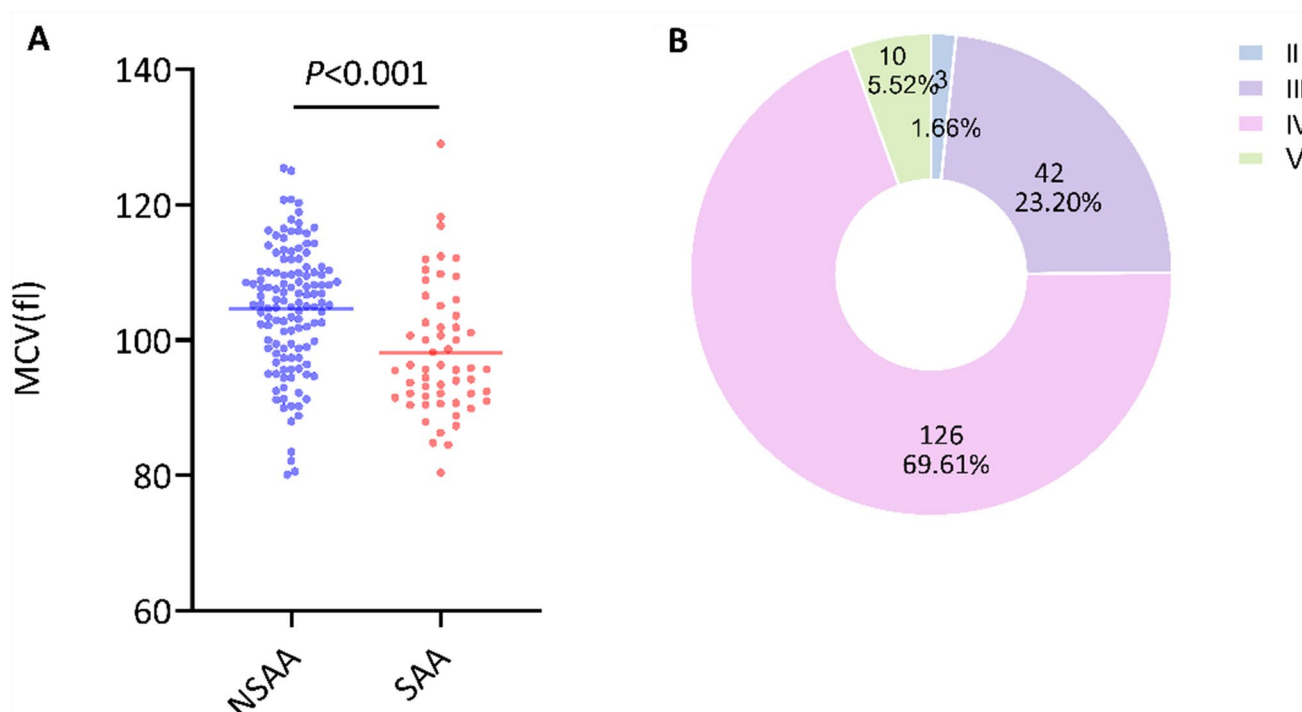 A
P<0.001
140
120
100
80
60
MCV(fl)
NSAA
SAA
B
10
5.52%
3
1.66%
42
23.20%
126
69.61%
II
III
IV
V